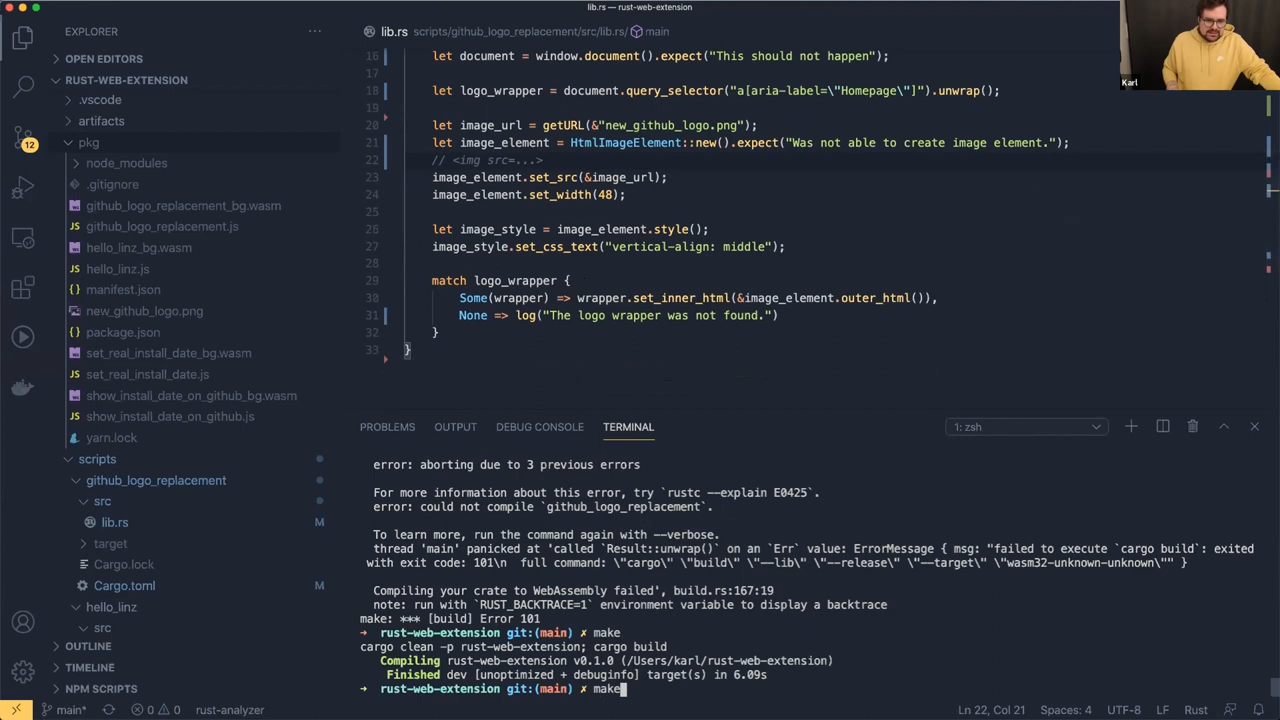 lib.rs — rust-web-extension
EXPLORER
OPEN EDITORS
RUST-WEB-EXTENSION
.vscode
artifacts
pkg
node_modules
.gitignore
github_logo_replacement_bg.wasm
JS github_logo_replacement.js
hello_linz_bg.wasm
JS hello_linz.js
manifest.json
new_github_logo.png
package.json
set_real_install_date_bg.wasm
JS set_real_install_date.js
show_install_date_on_github_bg.wasm
JS show_install_date_on_github.js
yarn.lock
scripts
github_logo_replacement
src
lib.rs M
target
Cargo.lock
Cargo.toml M
hello_linz
src
OUTLINE
TIMELINE
NPM SCRIPTS
12
lib.rs scripts/github_logo_replacement/src/lib.rs/ main
16 let document = window.document().expect("This should not happen");
17
18 let logo_wrapper = document.query_selector("a[aria-label=\"Homepage\"]").unwrap();
19
20 let image_url = getURL(&"new_github_logo.png");
21 let image_element = HtmlImageElement::new().expect("Was not able to create image element.");
22 // <img src=...>
23 image_element.set_src(&image_url);
24 image_element.set_width(48);
25
26 let image_style = image_element.style();
27 image_style.set_css_text("vertical-align: middle");
28
29 match logo_wrapper {
30 Some(wrapper) => wrapper.set_inner_html(&image_element.outer_html()),
31 None => log("The logo wrapper was not found.")
32 }
33 }
Karl
PROBLEMS OUTPUT DEBUG CONSOLE TERMINAL 1: zsh
error: aborting due to 3 previous errors
For more information about this error, try `rustc --explain E0425`.
error: could not compile `github_logo_replacement`.
To learn more, run the command again with --verbose.
thread 'main' panicked at 'called `Result::unwrap()` on an `Err` value: ErrorMessage { msg: "failed to execute `cargo build`: exited
with exit code: 101\n  full command: \"cargo\" \"build\" \"--lib\" \"--release\" \"--target\" \"wasm32-unknown-unknown\"" }
Compiling your crate to WebAssembly failed', build.rs:167:19
note: run with `RUST_BACKTRACE=1` environment variable to display a backtrace
make: *** [build] Error 101
➜ rust-web-extension git:(main) ✗ make
cargo clean -p rust-web-extension; cargo build
Compiling rust-web-extension v0.1.0 (/Users/karl/rust-web-extension)
Finished dev [unoptimized + debuginfo] target(s) in 6.09s
➜ rust-web-extension git:(main) ✗ make
main* 0 0 rust-analyzer Ln 22, Col 21 Spaces: 4 UTF-8 LF Rust